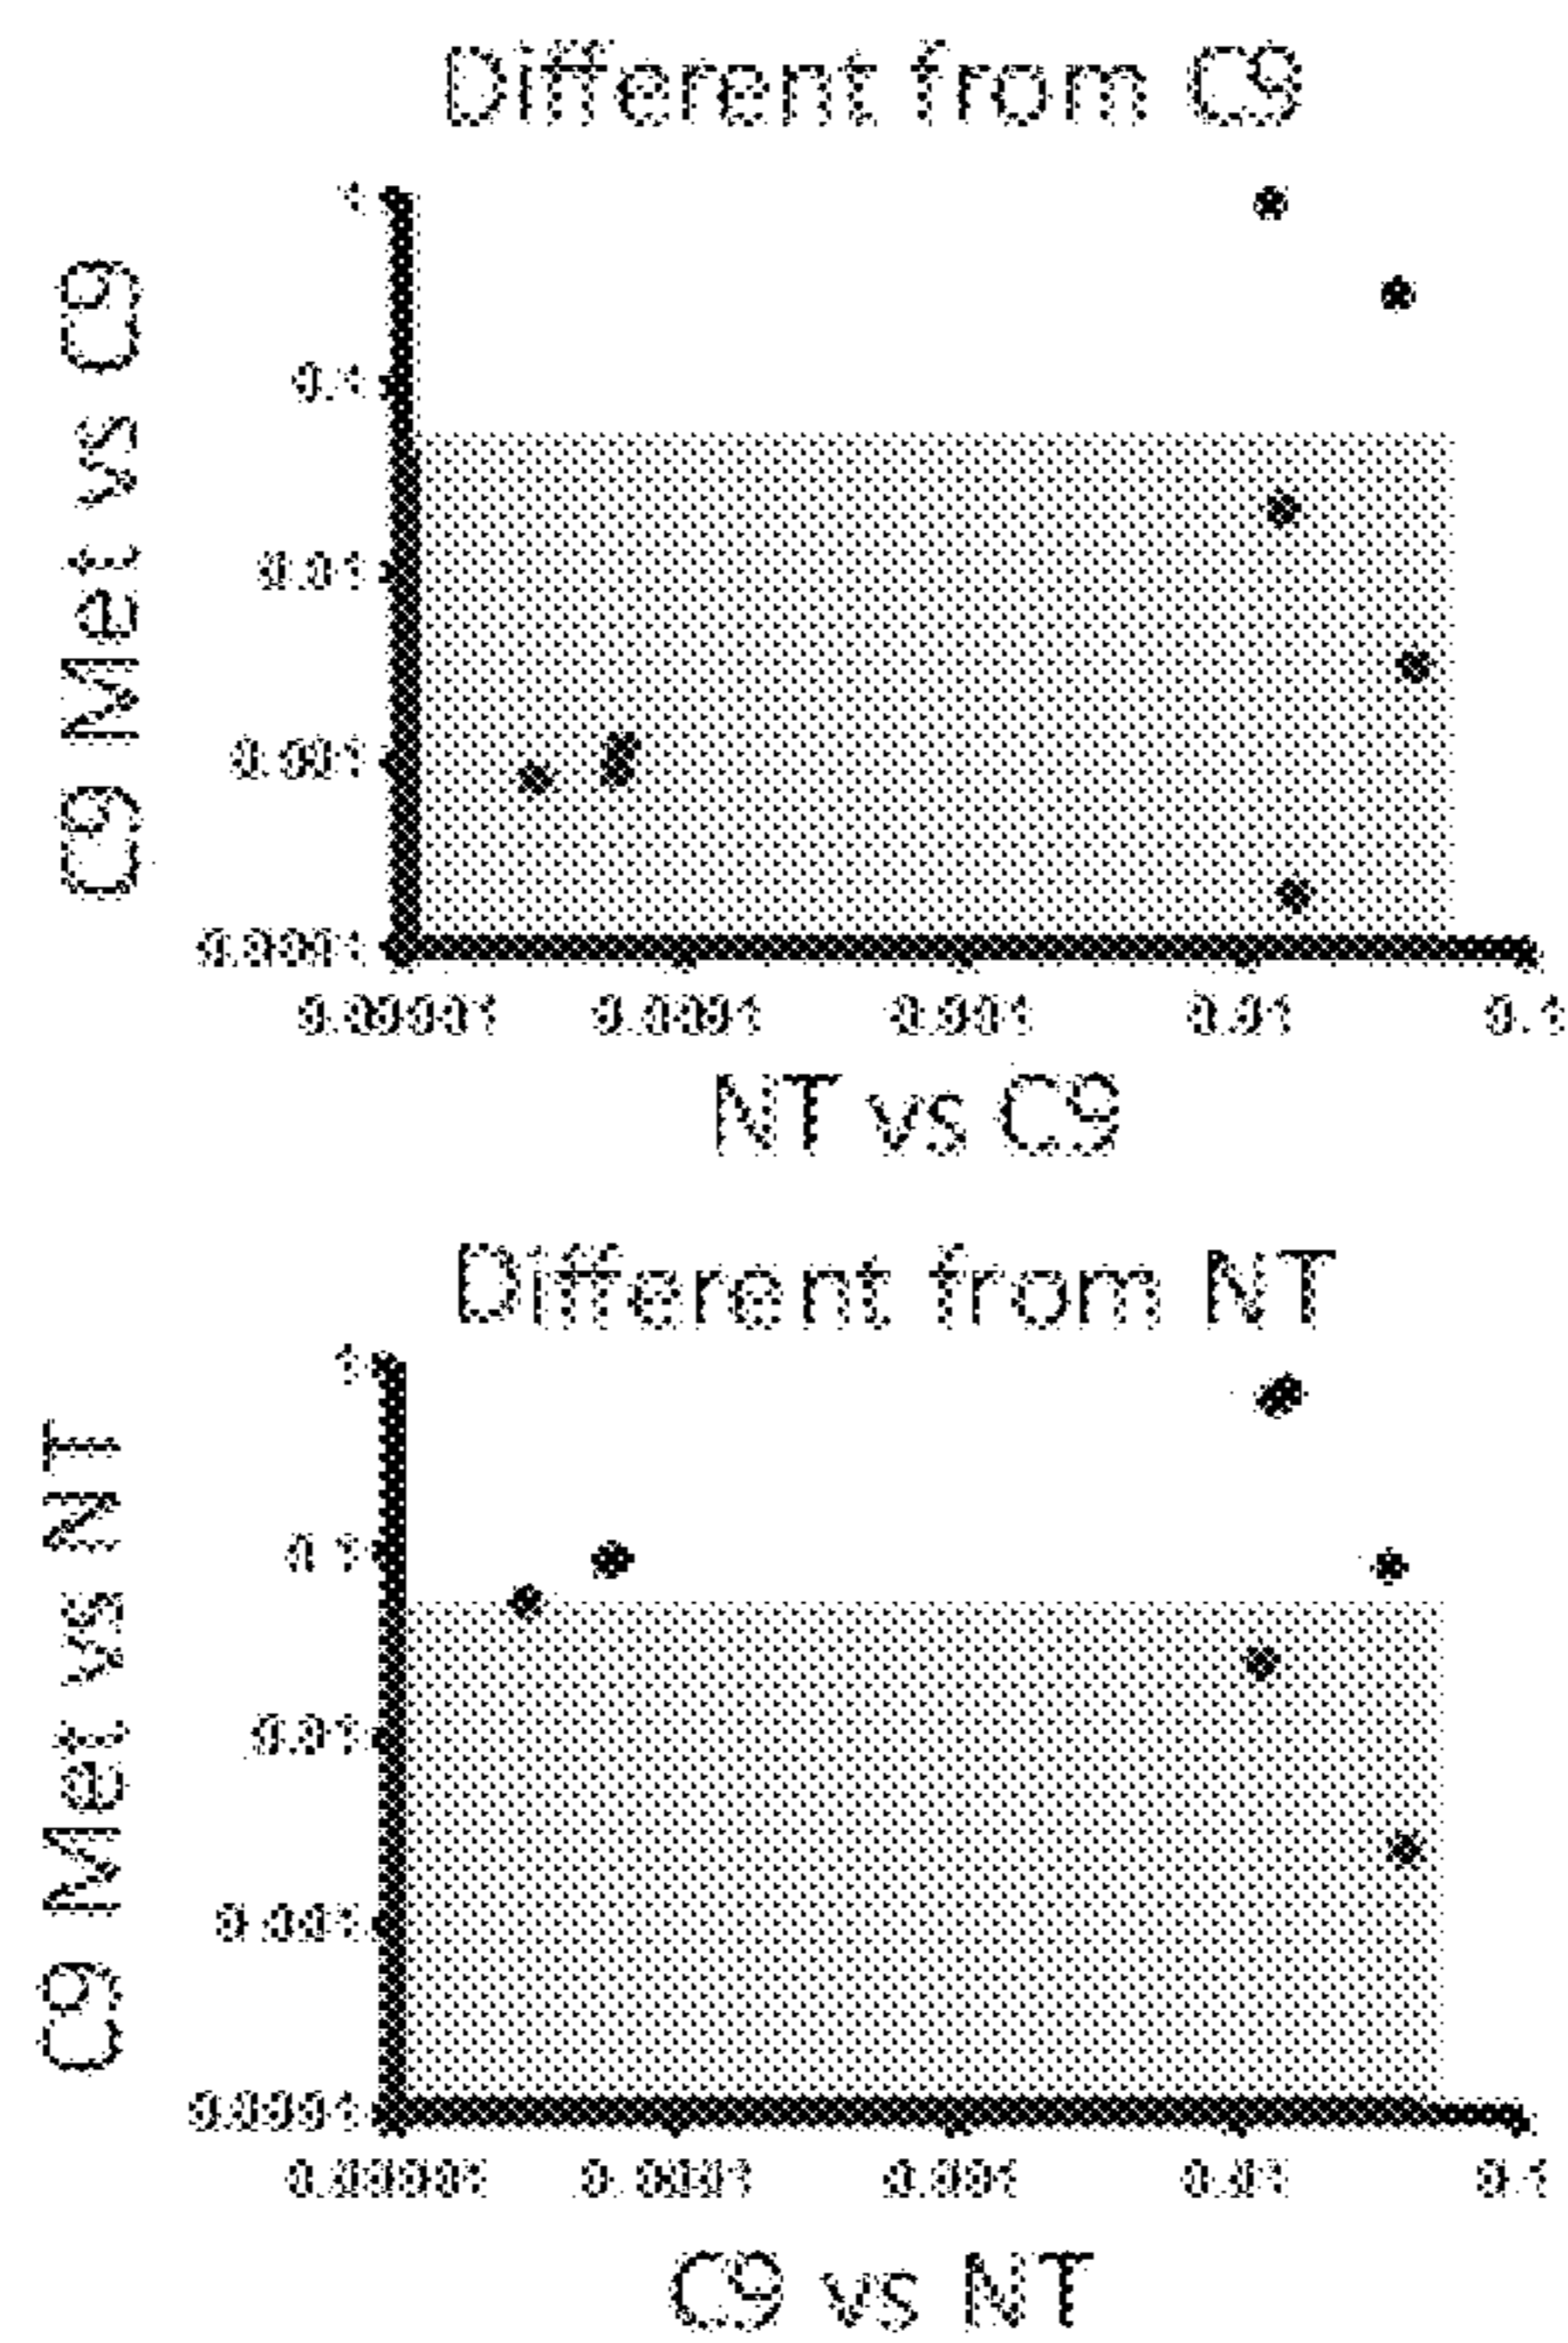 Different from C9
C9 Met vs C9
1
0.1
0.01
0.001
0.0001
0.00001 0.0001 0.001 0.01 0.1
NT vs C9
Different from NT
C9 Met vs NT
1
0.1
0.01
0.001
0.0001
0.00001 0.0001 0.001 0.01 0.1
C9 vs NT